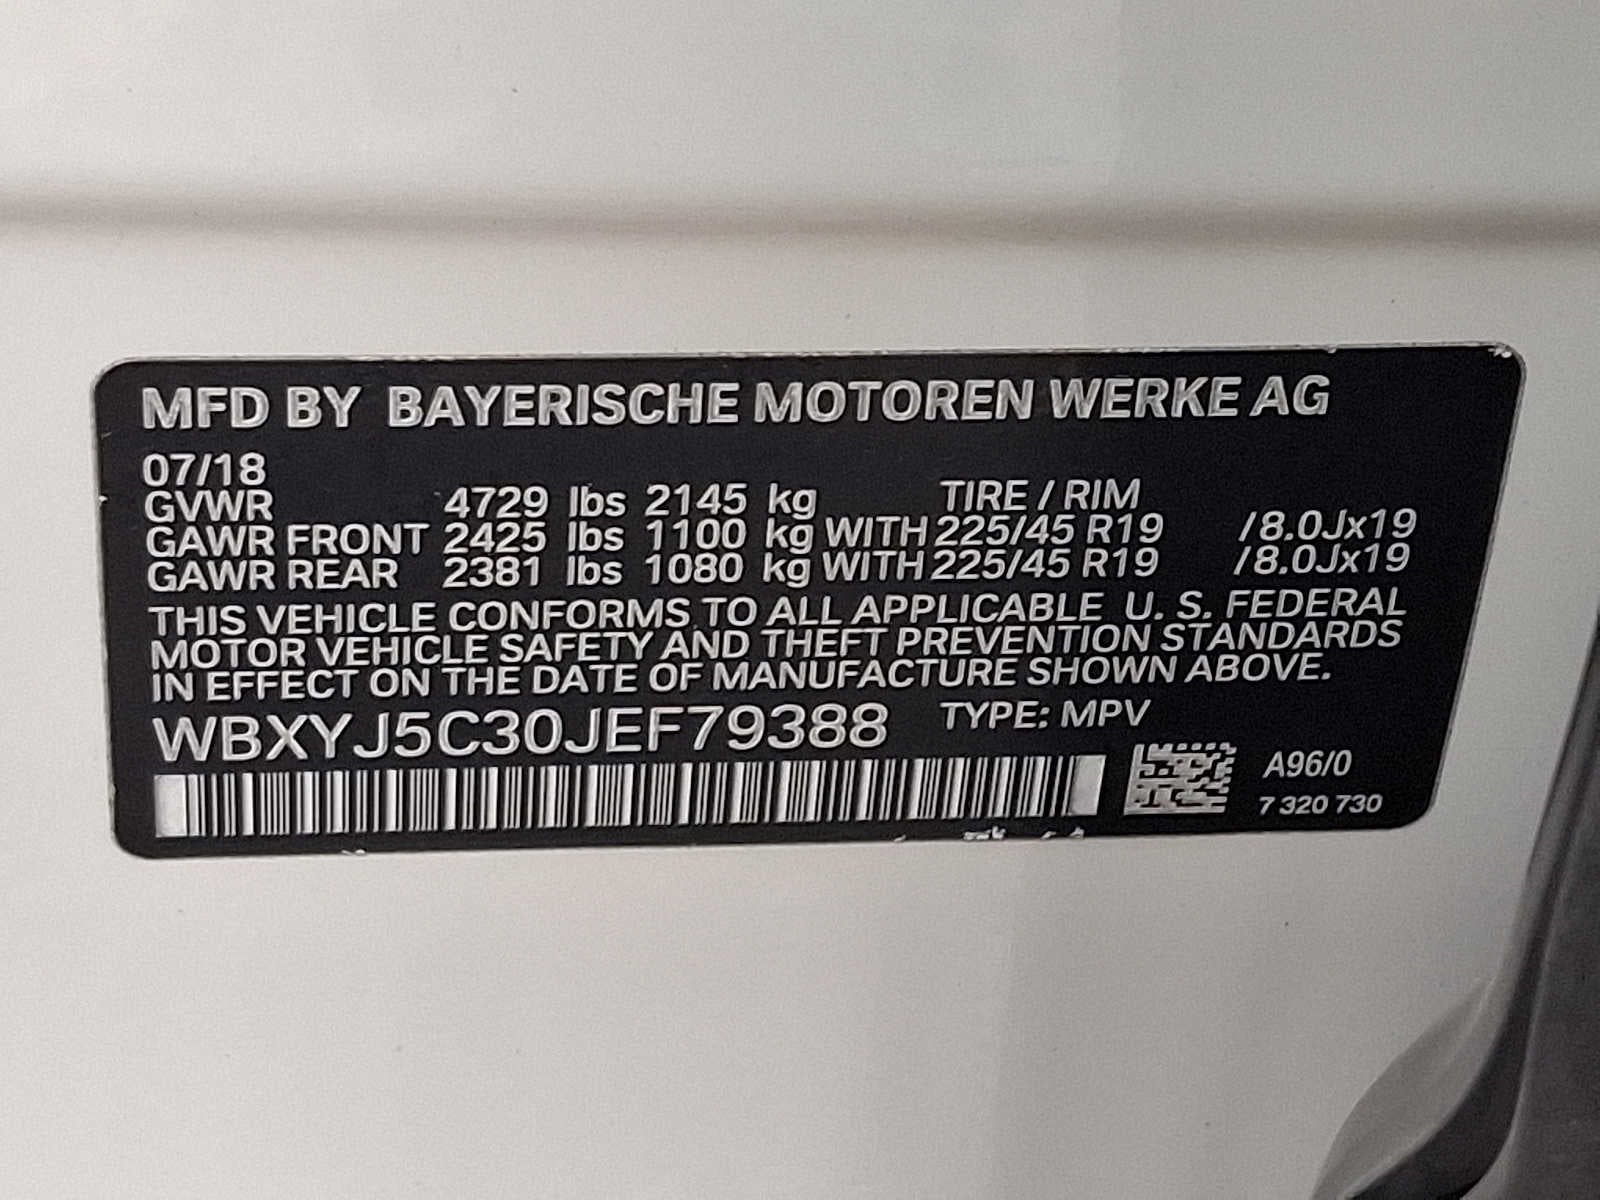 MFD BY BAYERISCHE MOTOREN WERKE AG
07/18
GVWR 4729 lbs 2145 kg TIRE / RIM
GAWR FRONT 2425 lbs 1100 kg WITH 225/45 R19 /8.0Jx19
GAWR REAR 2381 lbs 1080 kg WITH 225/45 R19 /8.0Jx19
THIS VEHICLE CONFORMS TO ALL APPLICABLE U. S. FEDERAL
MOTOR VEHICLE SAFETY AND THEFT PREVENTION STANDARDS
IN EFFECT ON THE DATE OF MANUFACTURE SHOWN ABOVE.
WBXYJ5C30JEF79388 TYPE: MPV
A96/0
7 320 730